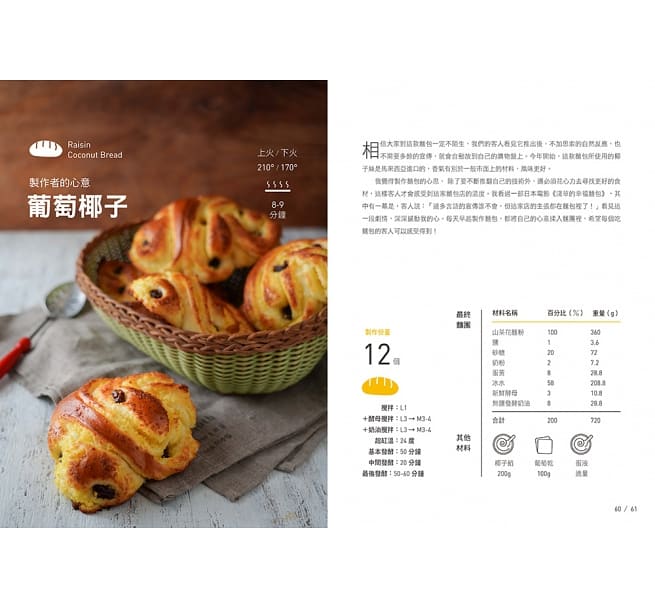 Raisin
Coconut Bread
上火 / 下火
210° / 170°
製作者的心意
葡萄椰子
8-9
分鐘
相信大家對這款麵包一定不陌生，我們的客人看見它推出後，不加思索的自然反應，也
不需要多餘的宣傳，就會自動放到自己的購物盤上。今年開始，這款麵包所使用的椰
子絲是馬來西亞進口的，香氣有別於一般市面上的材料，風味更好。
我覺得製作麵包的心思，除了要不斷推翻自己的技術外，還必須花心力去尋找更好的食
材，這樣客人才會感受到這家麵包店的溫度。我看過一部日本電影《淺草的幸福麵包》，其
中有一幕是，客人說：「過多言語的宣傳誰不會，但這家店的主張都在麵包裡了！」看見這
一段劇情，深深觸動我的心。每天早起製作麵包，都將自己的心意揉入麵團裡，希望每個吃
麵包的客人可以感受得到！
製作份量
12 個
攪拌：L1
＋酵母攪拌：L3→ M3-4
＋奶油攪拌：L3→ M3-4
起缸溫：24 度
基本發酵：50 分鐘
中間發酵：20 分鐘
最後發酵：50-60 分鐘
最終
麵團
材料名稱 百分比（%） 重量（g）
山茶花麵粉 100 360
鹽 1 3.6
砂糖 20 72
奶粉 2 7.2
蛋黃 8 28.8
冰水 58 208.8
新鮮酵母 3 10.8
無鹽發酵奶油 8 28.8
合計 200 720
其他
材料
椰子餡 葡萄乾 蛋液
200g 100g 適量
60 / 61